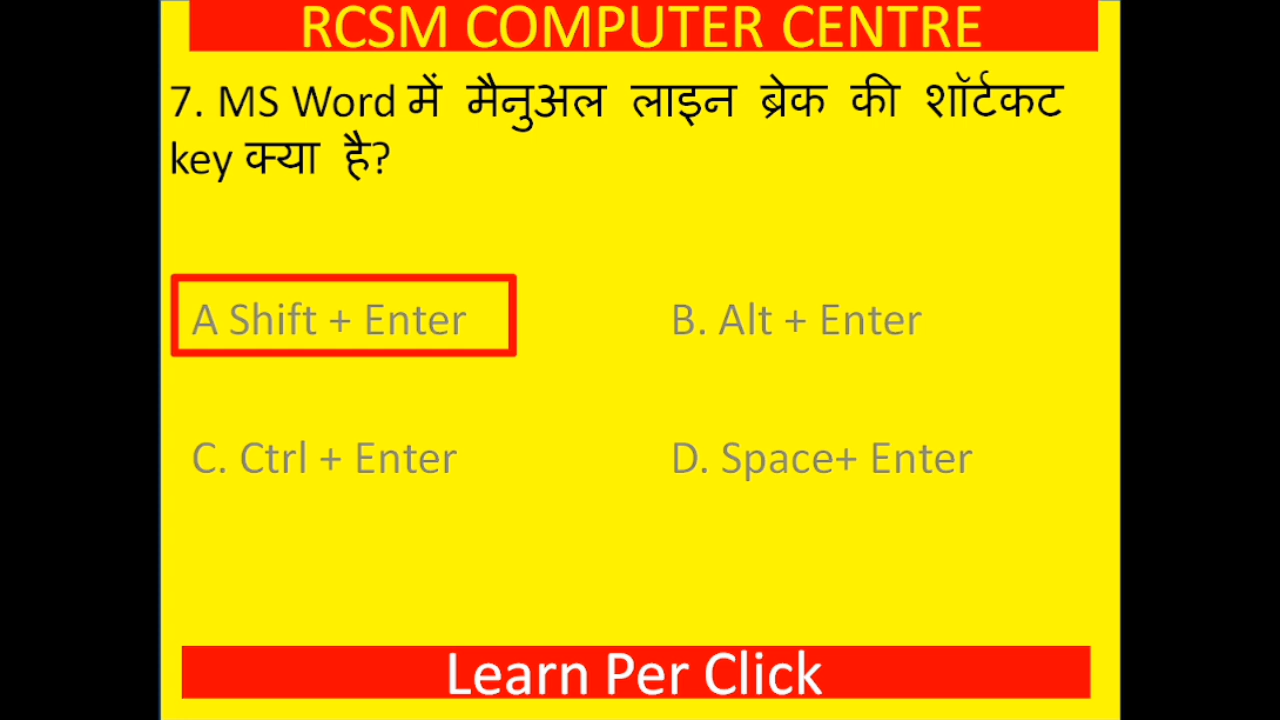 RCSM COMPUTER CENTRE
7. MS Word में मैनुअल लाइन ब्रेक की शॉर्टकट
key क्या है?
A Shift + Enter
B. Alt + Enter
C. Ctrl + Enter
D. Space+ Enter
Learn Per Click